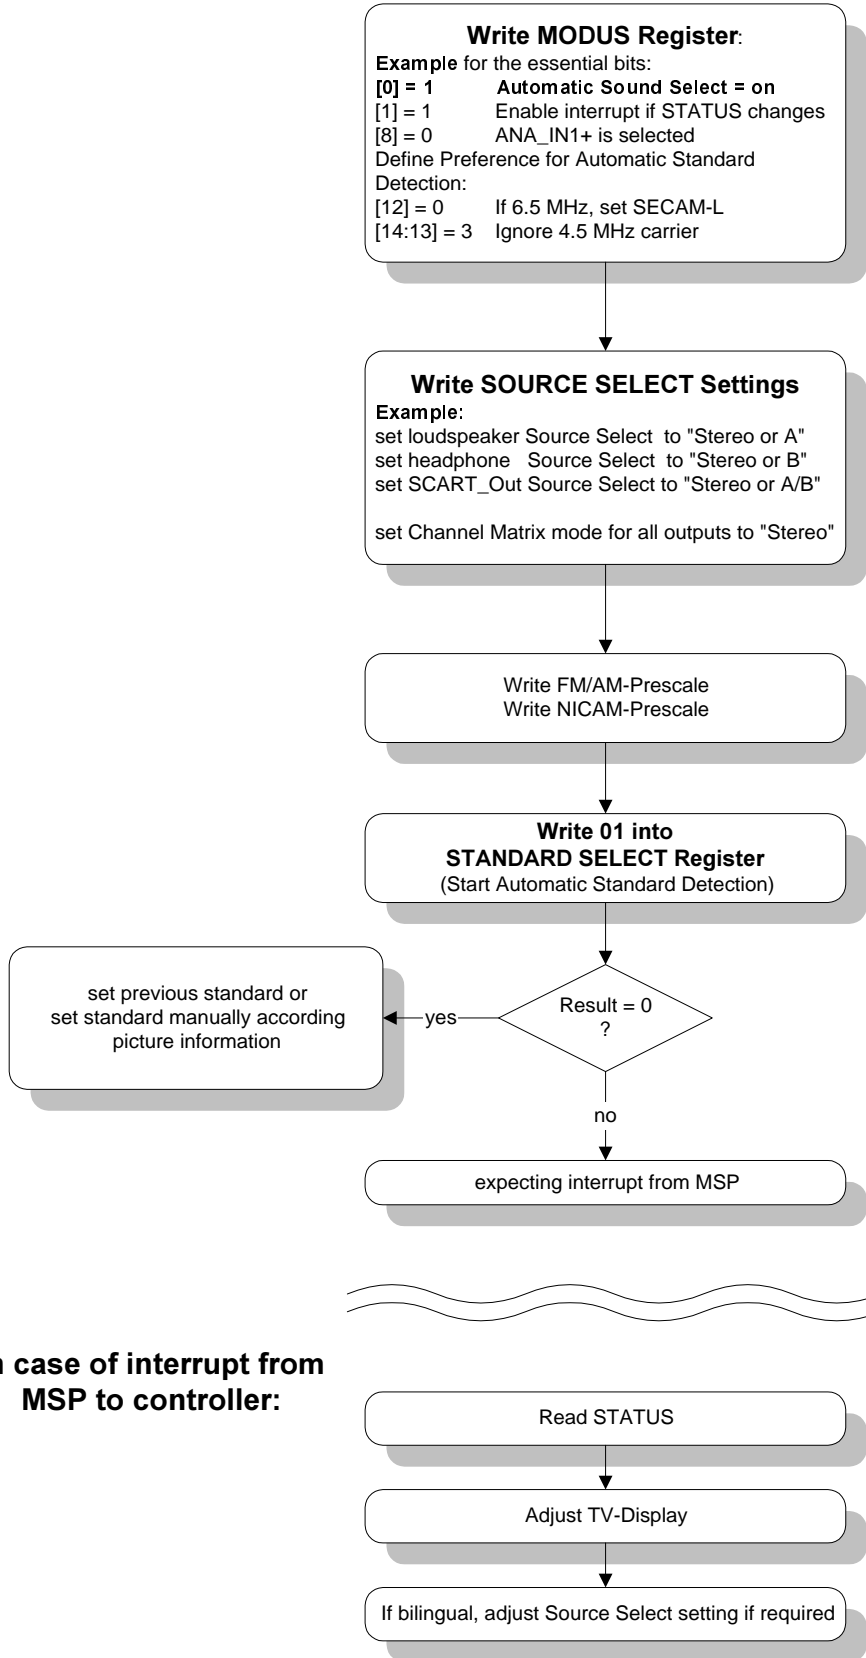 Write MODUS Register:
Example for the essential bits:
[0] = 1 Automatic Sound Select = on
[1] = 1 Enable interrupt if STATUS changes
[8] = 0 ANA_IN1+ is selected
Define Preference for Automatic Standard
Detection:
[12] = 0 If 6.5 MHz, set SECAM-L
[14:13] = 3 Ignore 4.5 MHz carrier
Write SOURCE SELECT Settings
Example:
set loudspeaker Source Select to "Stereo or A"
set headphone Source Select to "Stereo or B"
set SCART_Out Source Select to "Stereo or A/B"
set Channel Matrix mode for all outputs to "Stereo"
Write FM/AM-Prescale
Write NICAM-Prescale
Write 01 into
STANDARD SELECT Register
(Start Automatic Standard Detection)
set previous standard or
set standard manually according
picture information
yes
Result = 0
?
no
expecting interrupt from MSP
case of interrupt from
MSP to controller:
Read STATUS
Adjust TV-Display
If bilingual, adjust Source Select setting if required